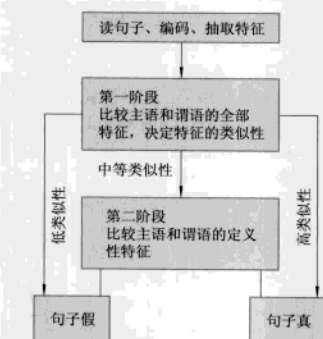 读句子、编码、抽取特征
第一阶段
比较主语和谓语的全部
特征，决定特征的类似性
中等类似性
低类似性
高类似性
第二阶段
比较主语和谓语的定义
性特征
句子假
句子真